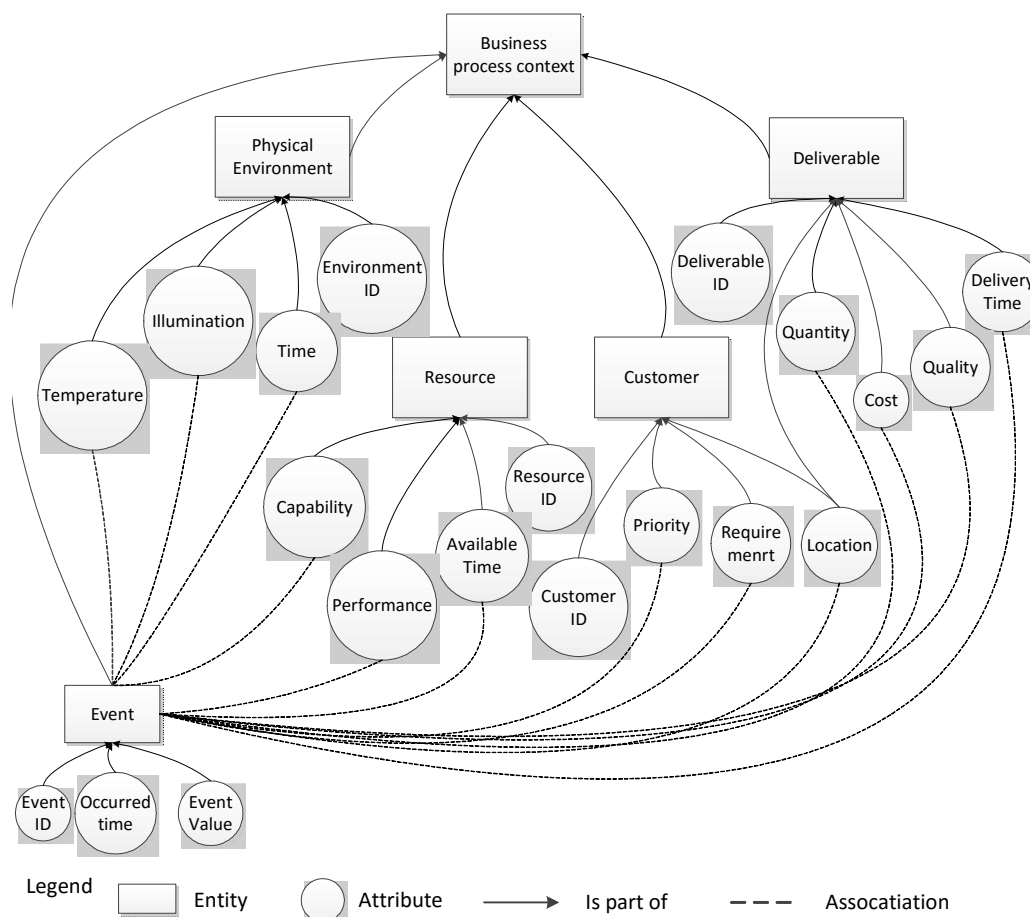 Business
process context
Physical
Environment
Deliverable
Environment
ID
Deliverable
ID
Delivery
Time
Illumination
Time
Quantity
Temperature
Resource
Customer
Cost
Quality
Capability
Resource
ID
Priority
Require
menrt
Location
Available
Time
Performance
Customer
ID
Event
Event
ID
Occurred
time
Event
Value
Legend
Entity
Attribute
Is part of
Assocatiation